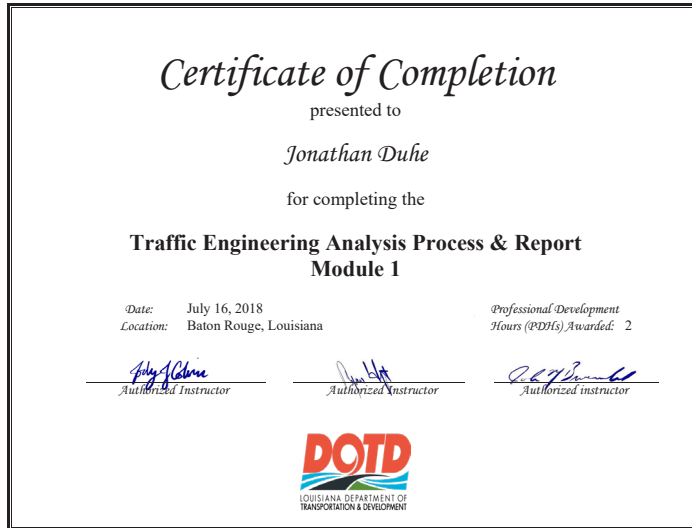 Certificate of Completion
presented to
Jonathan Duhe
for completing the
Traffic Engineering Analysis Process & Report
Module 1
Date: July 16, 2018
Location: Baton Rouge, Louisiana
Professional Development
Hours (PDHs) Awarded: 2
Authorized Instructor
Authorized Instructor
Authorized instructor
DOTD
LOUISIANA DEPARTMENT OF
TRANSPORTATION & DEVELOPMENT